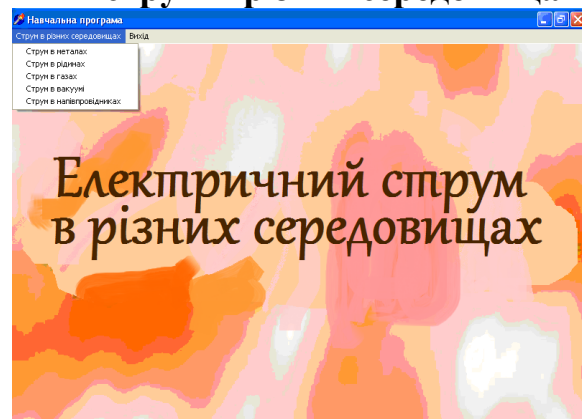 Навчальна програма
Струм в різних середовищах Вихід
Струм в металах
Струм в рідинах
Струм в газах
Струм в вакуумі
Струм в напівпровідниках
Електричний струм
в різних середовищах